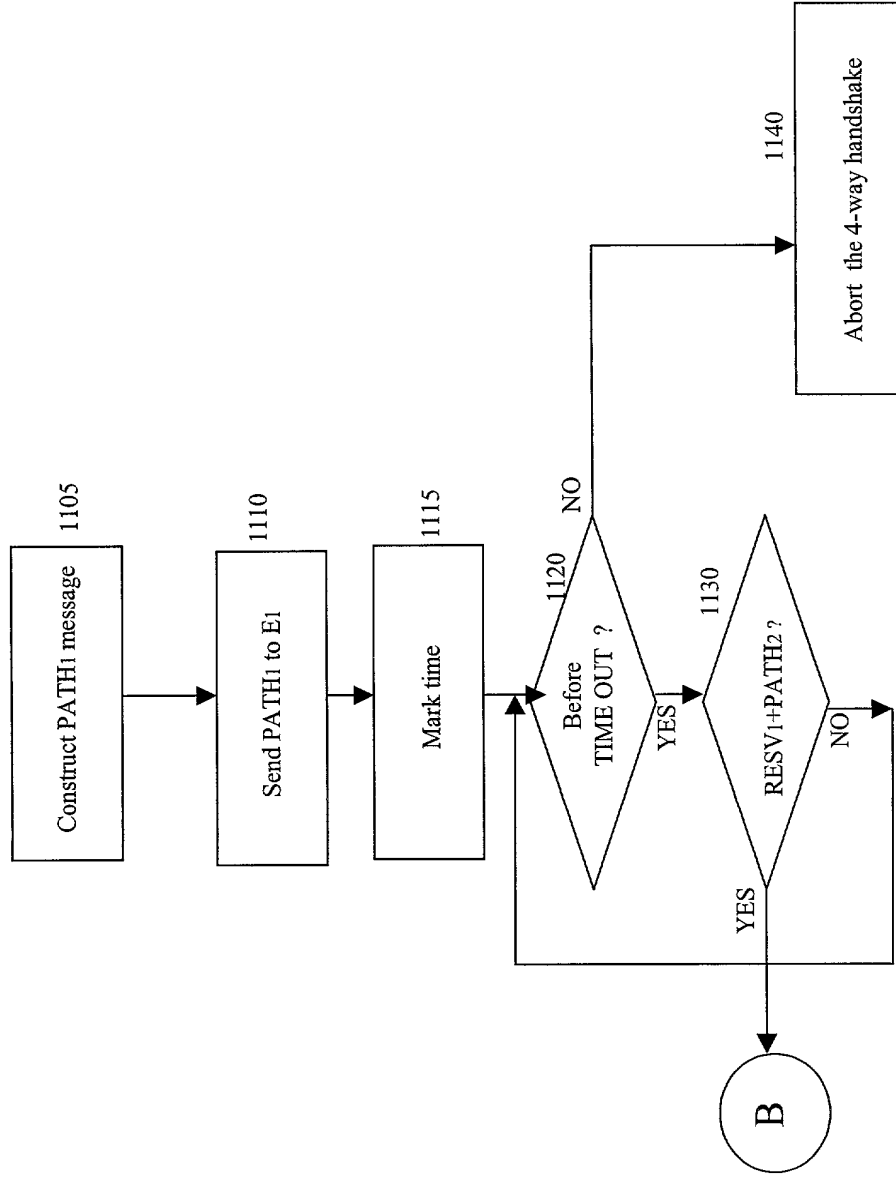 Construct PATH1 message
1105
Send PATH1 to E1
1110
Mark time
1115
Before
TIME OUT ?
1120
NO
YES
Abort the 4-way handshake
1140
RESV1+PATH2 ?
1130
YES
NO
B